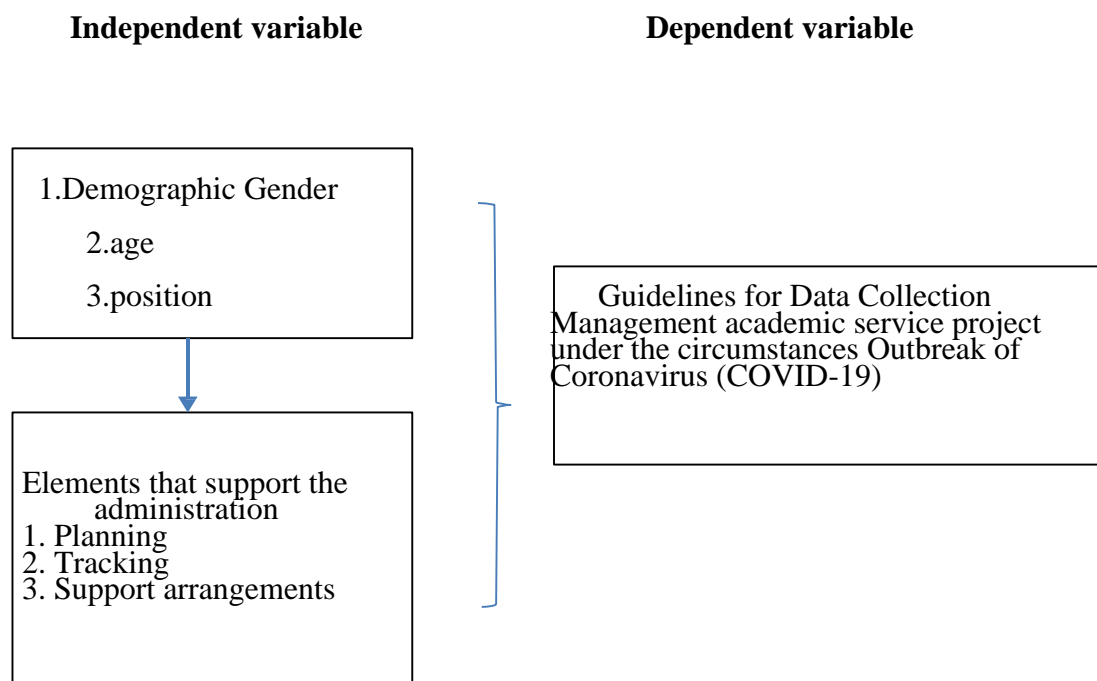 Independent variable
Dependent variable
1.Demographic Gender
2.age
3.position
Elements that support the
administration
1. Planning
2. Tracking
3. Support arrangements
Guidelines for Data Collection
Management academic service project
under the circumstances Outbreak of
Coronavirus (COVID-19)